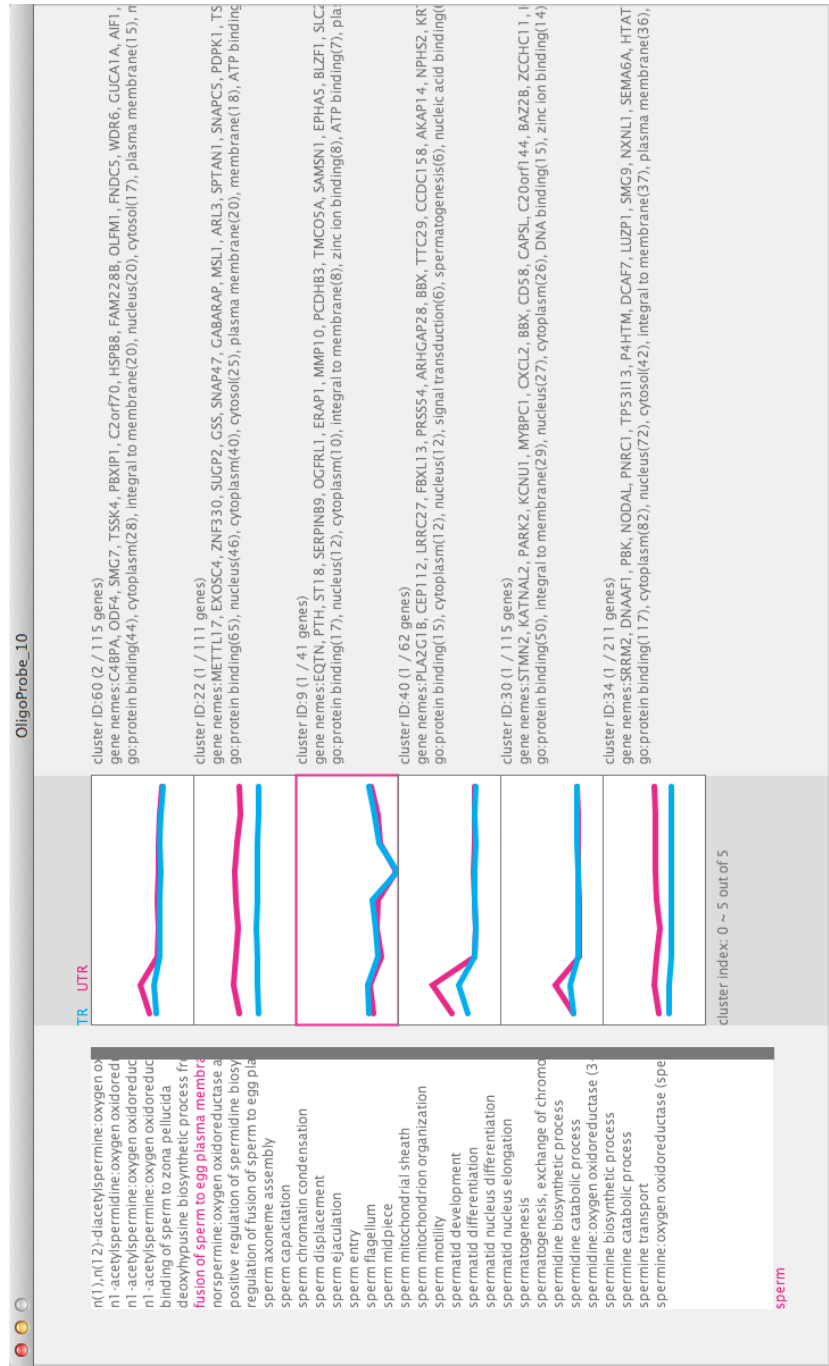 OligoProbe_10
n(1),n(12)-diacetylspermine:oxygen ox
n1-acetylspermidine:oxygen oxidoredu
n1-acetylspermine:oxygen oxidoreduc
n1-acetylspermine:oxygen oxidoreduc
binding of sperm to zona pellucida
deoxyhypusine biosynthetic process fr
fusion of sperm to egg plasma membra
norspermine:oxygen oxidoreductase a
positive regulation of spermidine biosy
regulation of fusion of sperm to egg pla
sperm axoneme assembly
sperm capacitation
sperm chromatin condensation
sperm displacement
sperm ejaculation
sperm entry
sperm flagellum
sperm midpiece
sperm mitochondrial sheath
sperm mitochondrion organization
sperm motility
spermatid development
spermatid differentiation
spermatid nucleus differentiation
spermatid nucleus elongation
spermatogenesis
spermatogenesis, exchange of chromo
spermidine biosynthetic process
spermidine catabolic process
spermidine:oxygen oxidoreductase (3-
spermine biosynthetic process
spermine catabolic process
spermine transport
spermine:oxygen oxidoreductase (spe
sperm
TR UTR
cluster ID:60 (2 / 115 genes)
gene nemes:C4BPA, ODF4, SMG7, TSSK4, PBXIP1, C2orf70, HSPB8, FAM228B, OLFM1, FNDC5, WDR6, GUCA1A, AIF1,
go:protein binding(44), cytoplasm(28), integral to membrane(20), nucleus(20), cytosol(17), plasma membrane(15), n
cluster ID:22 (1 / 111 genes)
gene nemes:METTL17, EXOSC4, ZNF330, SUGP2, GSS, SNAP47, GABARAP, MSL1, ARL3, SPTAN1, SNAPC5, PDPK1, TS
go:protein binding(65), nucleus(46), cytoplasm(40), cytosol(25), plasma membrane(20), membrane(18), ATP binding
cluster ID:9 (1 / 41 genes)
gene nemes:EQTN, PTH, ST18, SERPINB9, OGFRL1, ERAP1, MMP10, PCDHB3, TMCO5A, SAMSN1, EPHA5, BLZF1, SLC2
go:protein binding(17), nucleus(12), cytoplasm(10), integral to membrane(8), zinc ion binding(8), ATP binding(7), pla
cluster ID:40 (1 / 62 genes)
gene nemes:PLA2G1B, CEP112, LRRC27, FBXL13, PRSS54, ARHGAP28, BBX, TTC29, CCDC158, AKAP14, NPHS2, KR
go:protein binding(15), cytoplasm(12), nucleus(12), signal transduction(6), spermatogenesis(6), nucleic acid binding(
cluster ID:30 (1 / 115 genes)
gene nemes:STMN2, KATNAL2, PARK2, KCNU1, MYBPC1, CXCL2, BBX, CD58, CAPSL, C20orf144, BAZ2B, ZCCHC11,
go:protein binding(50), integral to membrane(29), nucleus(27), cytoplasm(26), DNA binding(15), zinc ion binding(14)
cluster ID:34 (1 / 211 genes)
gene nemes:SRRM2, DNAAF1, PBK, NODAL, PNRC1, TP53I13, P4HTM, DCAF7, LUZP1, SMG9, NXNL1, SEMA6A, HTAT
go:protein binding(117), cytoplasm(82), nucleus(72), cytosol(42), integral to membrane(37), plasma membrane(36),
cluster index: 0 ~ 5 out of 5